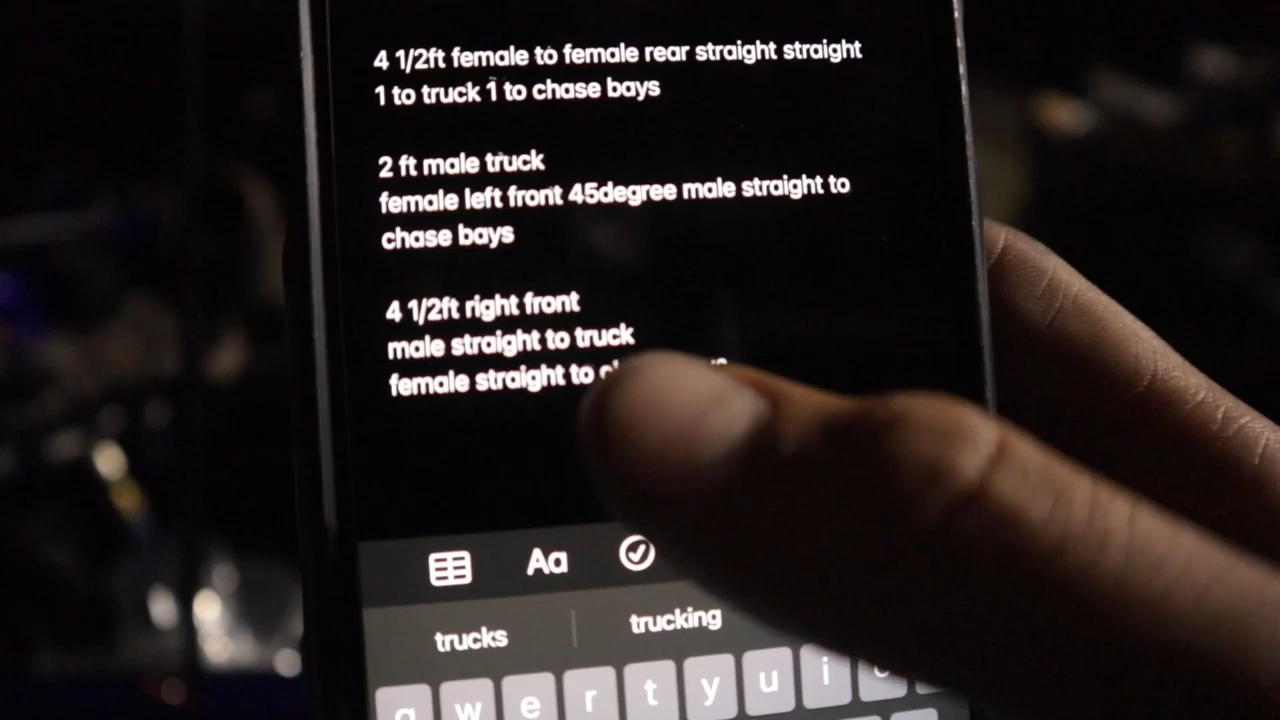 4 1/2ft female to female rear straight straight
1 to truck 1 to chase bays
2 ft male truck
female left front 45degree male straight to
chase bays
4 1/2ft right front
male straight to truck
female straight to
Aa
trucks trucking
q w e r t y u i